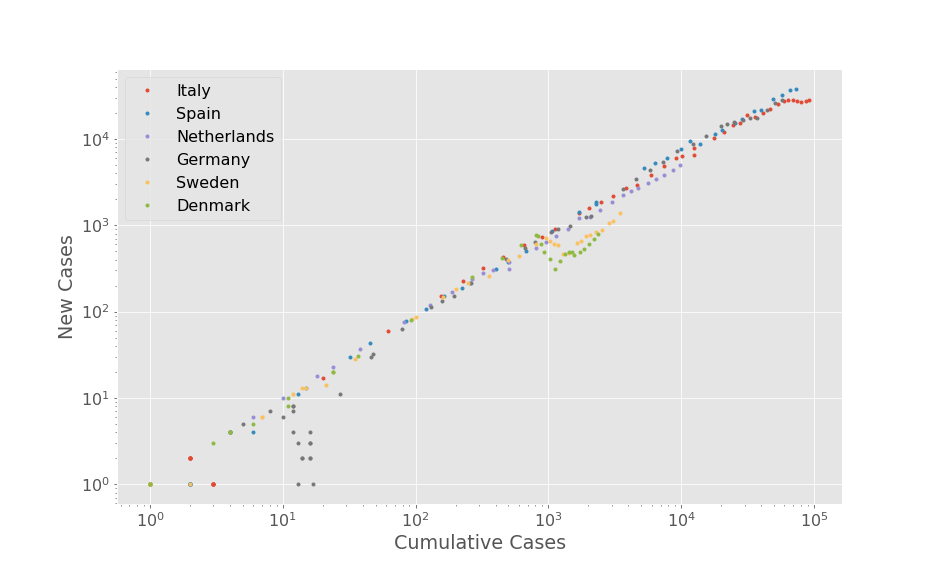 Italy
Spain
Netherlands
Germany
Sweden
Denmark
New Cases
10⁴
10³
10²
10¹
10⁰
10⁰ 10¹ 10² 10³ 10⁴ 10⁵
Cumulative Cases